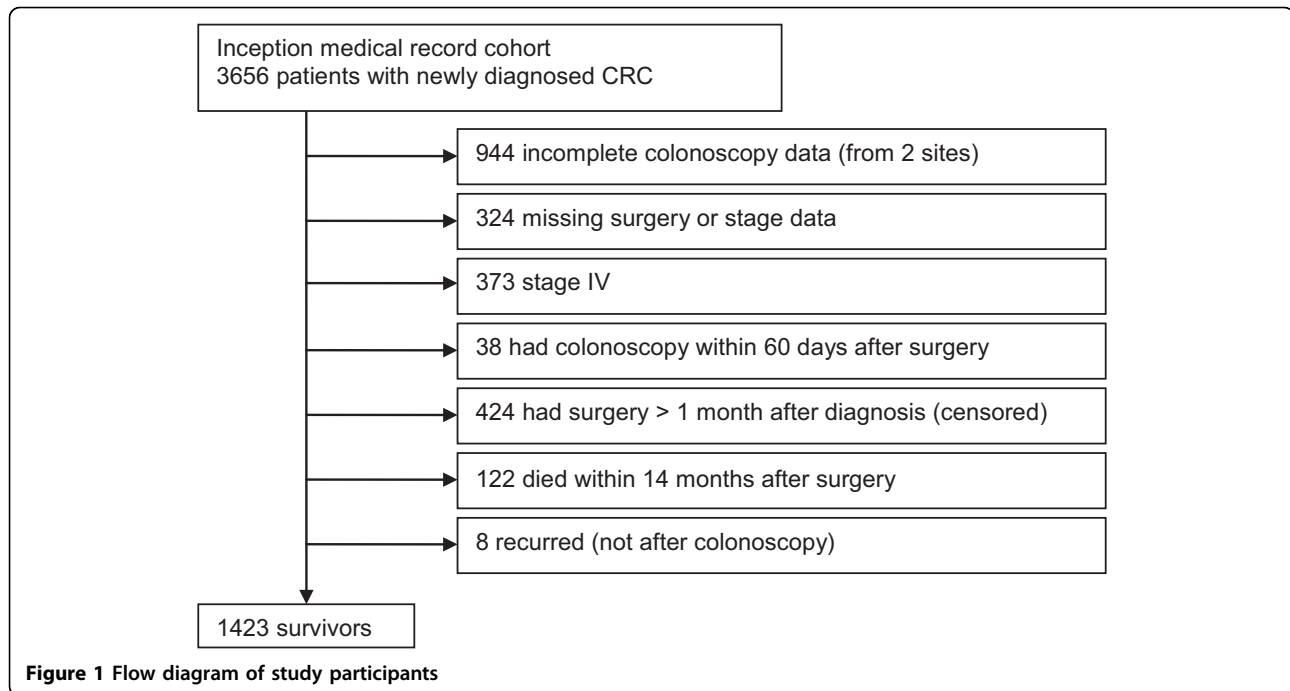 Inception medical record cohort
3656 patients with newly diagnosed CRC
944 incomplete colonoscopy data (from 2 sites)
324 missing surgery or stage data
373 stage IV
38 had colonoscopy within 60 days after surgery
424 had surgery > 1 month after diagnosis (censored)
122 died within 14 months after surgery
8 recurred (not after colonoscopy)
1423 survivors
Figure 1 Flow diagram of study participants